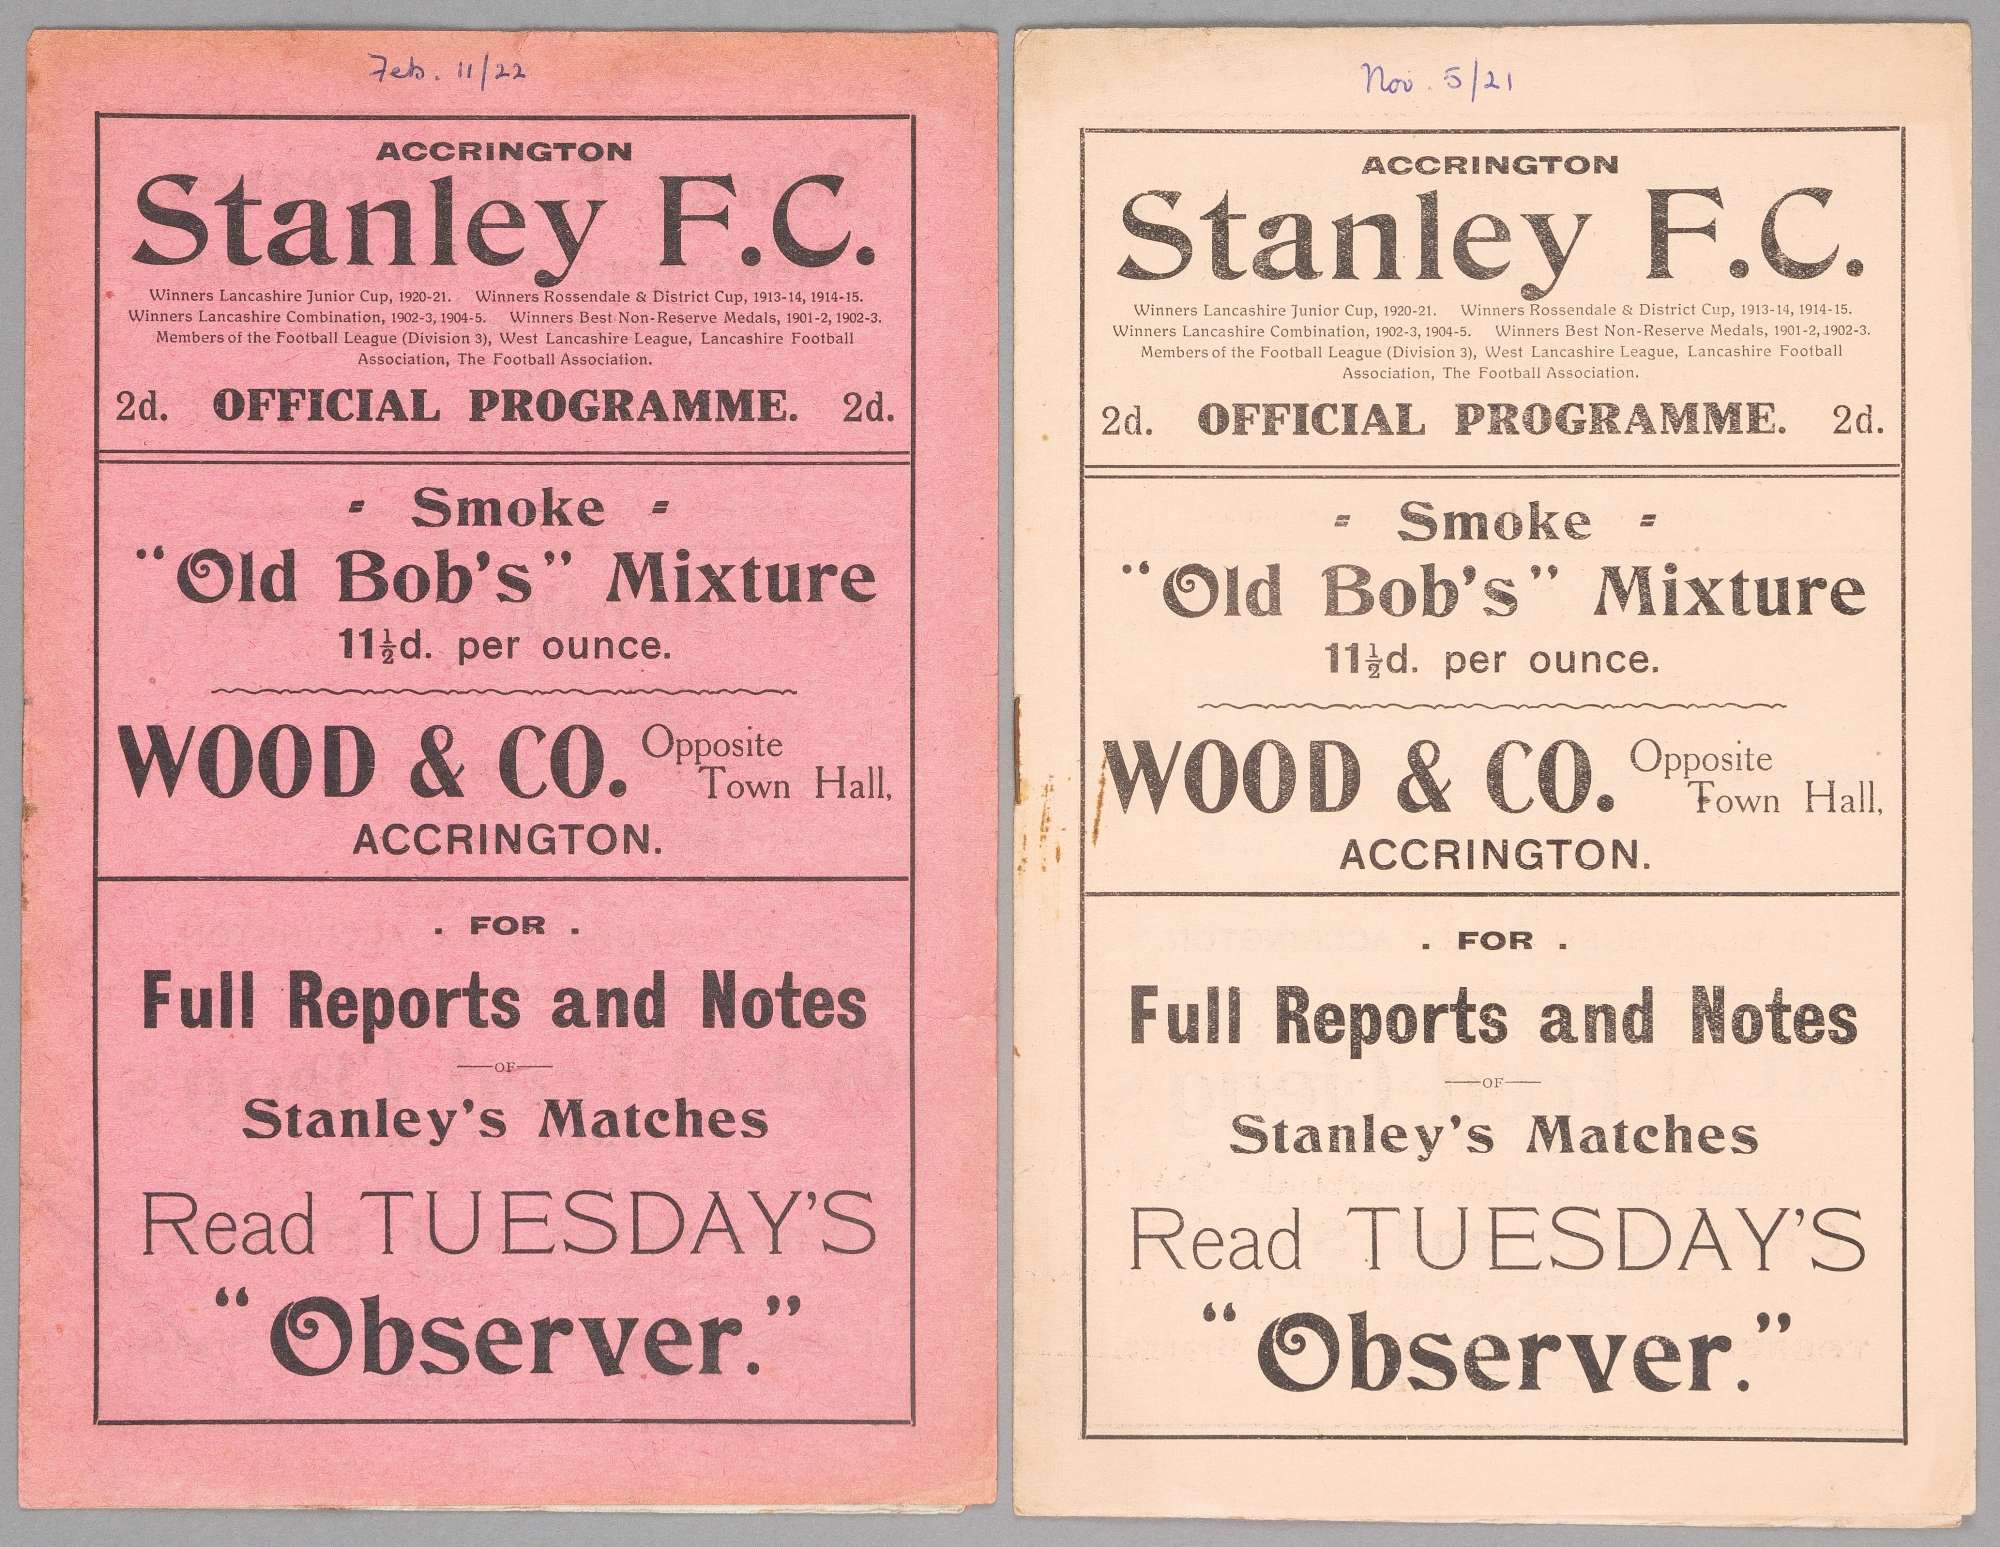 Feb. 11/22
ACCRINGTON
Stanley F.C.
Winners Lancashire Junior Cup, 1920-21. Winners Rossendale & District Cup, 1913-14, 1914-15.
Winners Lancashire Combination, 1902-3, 1904-5. Winners Best Non-Reserve Medals, 1901-2, 1902-3.
Members of the Football League (Division 3), West Lancashire League, Lancashire Football
Association, The Football Association.
2d. OFFICIAL PROGRAMME. 2d.
Smoke
"Old Bob's" Mixture
11½d. per ounce.
WOOD & CO. Opposite
Town Hall,
ACCRINGTON.
. FOR .
Full Reports and Notes
—OF—
Stanley's Matches
Read TUESDAY'S
"Observer."
Nov. 5/21
ACCRINGTON
Stanley F.C.
Winners Lancashire Junior Cup, 1920-21. Winners Rossendale & District Cup, 1913-14, 1914-15.
Winners Lancashire Combination, 1902-3, 1904-5. Winners Best Non-Reserve Medals, 1901-2, 1902-3.
Members of the Football League (Division 3), West Lancashire League, Lancashire Football
Association, The Football Association.
2d. OFFICIAL PROGRAMME. 2d.
Smoke
"Old Bob's" Mixture
11½d. per ounce.
WOOD & CO. Opposite
Town Hall,
ACCRINGTON.
. FOR .
Full Reports and Notes
—OF—
Stanley's Matches
Read TUESDAY'S
"Observer."